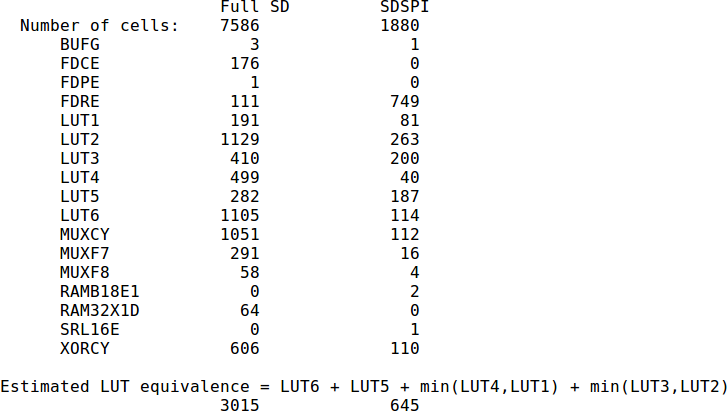 Full SD SDSPI
Number of cells: 7586 1880
BUFG 3 1
FDCE 176 0
FDPE 1 0
FDRE 111 749
LUT1 191 81
LUT2 1129 263
LUT3 410 200
LUT4 499 40
LUT5 282 187
LUT6 1105 114
MUXCY 1051 112
MUXF7 291 16
MUXF8 58 4
RAMB18E1 0 2
RAM32X1D 64 0
SRL16E 0 1
XORCY 606 110
Estimated LUT equivalence = LUT6 + LUT5 + min(LUT4,LUT1) + min(LUT3,LUT2)
3015 645